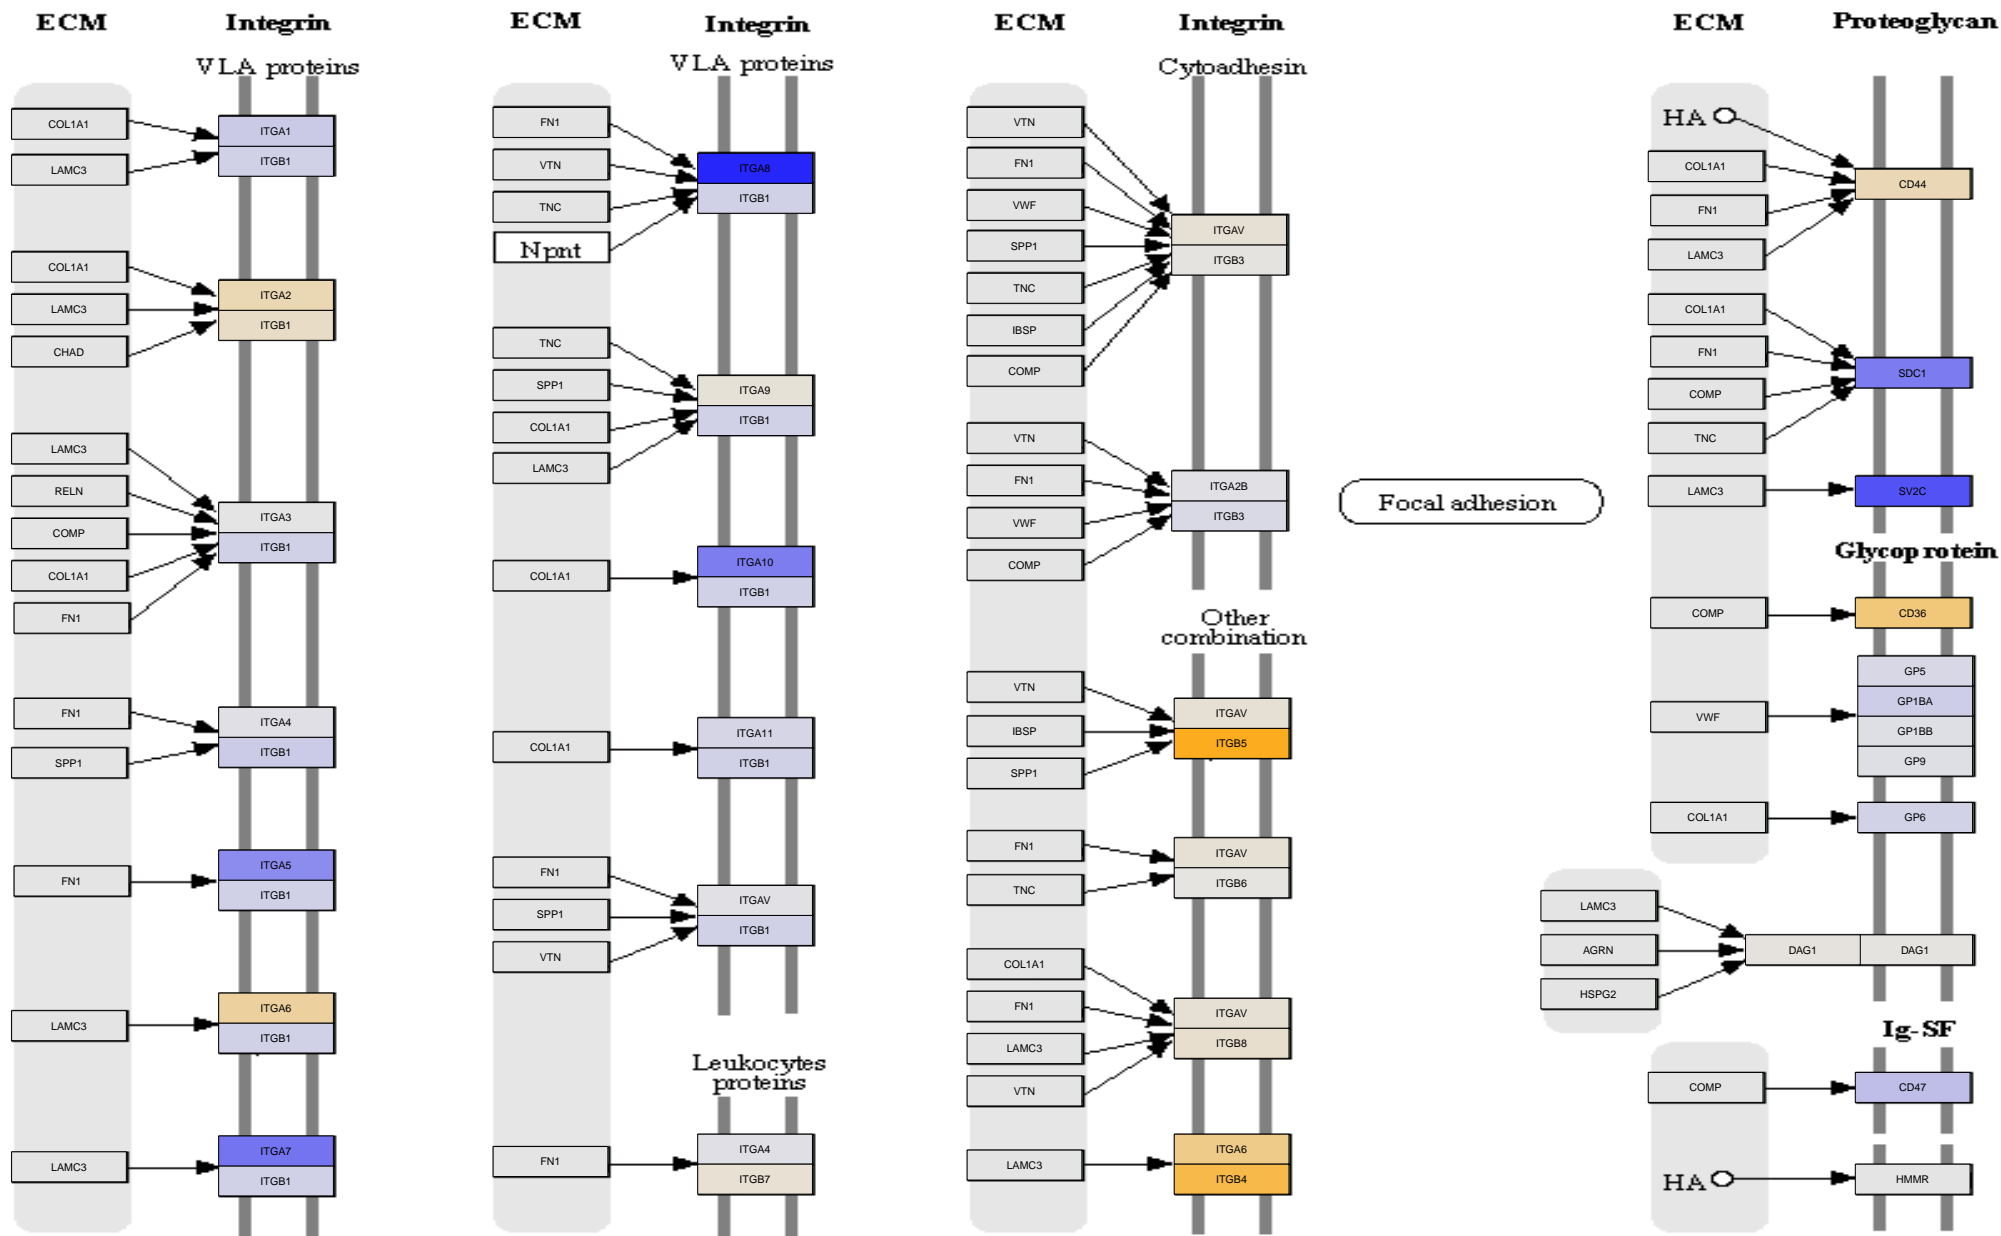 ECM
Integrin
VLA proteins
COL1A1
LAMC3
ITGA1
ITGB1
COL1A1
LAMC3
CHAD
ITGA2
ITGB1
LAMC3
RELN
COMP
COL1A1
FN1
ITGA3
ITGB1
FN1
SPP1
ITGA4
ITGB1
FN1
ITGA5
ITGB1
LAMC3
ITGA6
ITGB1
LAMC3
ITGA7
ITGB1
ECM
Integrin
VLA proteins
FN1
VTN
TNC
Npnt
ITGA8
ITGB1
TNC
SPP1
COL1A1
LAMC3
ITGA9
ITGB1
COL1A1
ITGA10
ITGB1
COL1A1
ITGA11
ITGB1
FN1
SPP1
VTN
ITGAV
ITGB1
Leukocytes
proteins
FN1
ITGA4
ITGB7
ECM
Integrin
Cytoadhesin
VTN
FN1
VWF
SPP1
TNC
IBSP
COMP
ITGAV
ITGB3
VTN
FN1
VWF
COMP
ITGA2B
ITGB3
Other
combination
VTN
IBSP
SPP1
ITGAV
ITGB5
FN1
TNC
ITGAV
ITGB6
COL1A1
FN1
LAMC3
VTN
ITGAV
ITGB8
LAMC3
ITGA6
ITGB4
Focal adhesion
ECM
Proteoglycan
HA
COL1A1
FN1
LAMC3
CD44
COL1A1
FN1
COMP
TNC
SDC1
LAMC3
SV2C
Glycoprotein
COMP
CD36
VWF
GP5
GP1BA
GP1BB
GP9
COL1A1
GP6
LAMC3
AGRN
HSPG2
DAG1
DAG1
Ig-SF
COMP
CD47
HA
HMMR